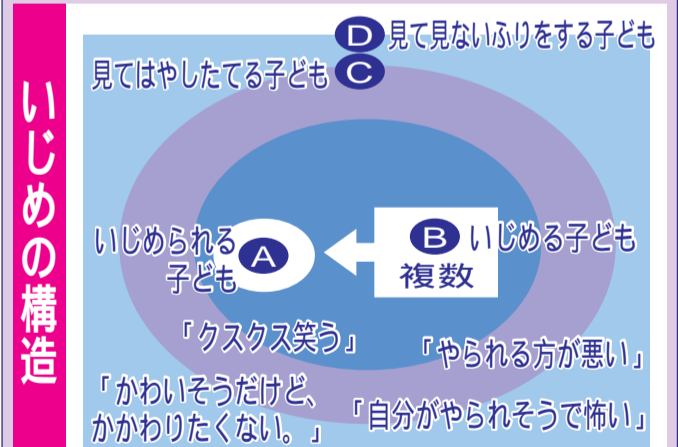 いじめの構造
D 見て見ないふりをする子ども
見てはやしたてる子ども C
いじめられる
子ども
A
B いじめる子ども
複数
「クスクス笑う」
「やられる方が悪い」
「かわいそうだけど、
かかわりたくない。」
「自分がやられそうで怖い」